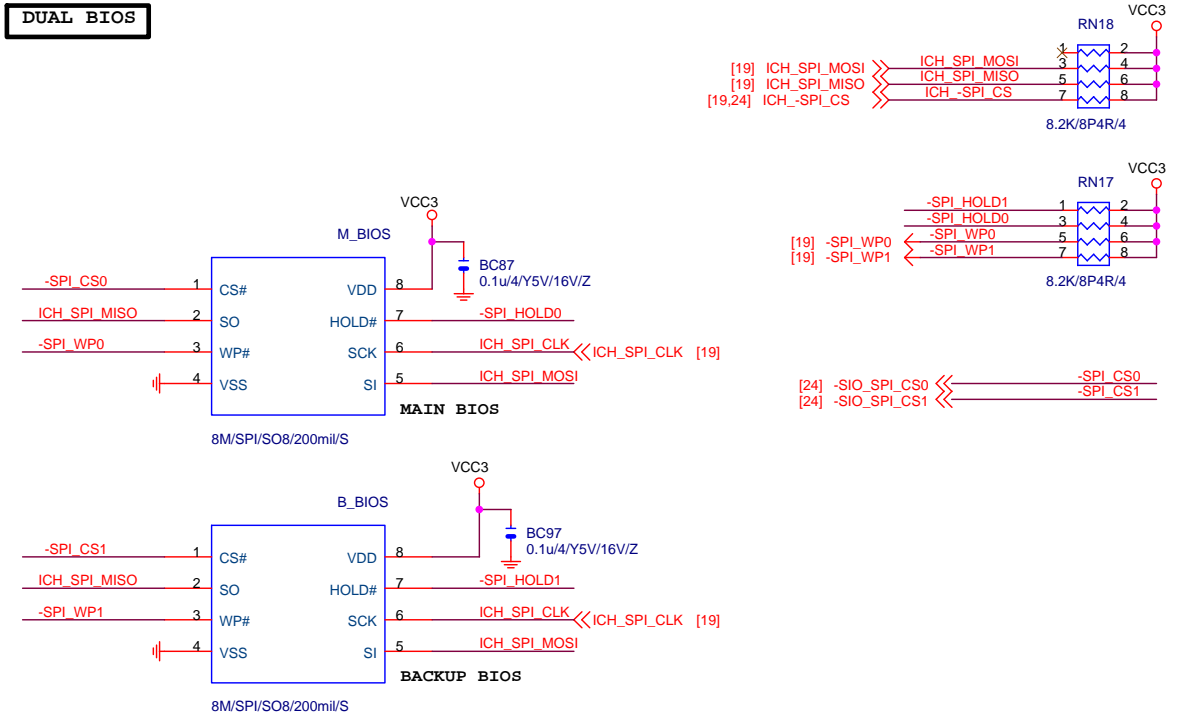 DUAL BIOS
VCC3
RN18
1 2
[19] ICH_SPI_MOSI ICH_SPI_MOSI 3 4
[19] ICH_SPI_MISO ICH_SPI_MISO 5 6
[19,24] ICH_-SPI_CS ICH_-SPI_CS 7 8
8.2K/8P4R/4
VCC3
RN17
-SPI_HOLD1 1 2
-SPI_HOLD0 3 4
[19] -SPI_WP0 -SPI_WP0 5 6
[19] -SPI_WP1 -SPI_WP1 7 8
8.2K/8P4R/4
VCC3
M_BIOS
BC87
0.1u/4/Y5V/16V/Z
-SPI_CS0 1 CS# VDD 8
ICH_SPI_MISO 2 SO HOLD# 7 -SPI_HOLD0
-SPI_WP0 3 WP# SCK 6 ICH_SPI_CLK ICH_SPI_CLK [19]
4 VSS SI 5 ICH_SPI_MOSI
MAIN BIOS
8M/SPI/SO8/200mil/S
[24] -SIO_SPI_CS0 -SPI_CS0
[24] -SIO_SPI_CS1 -SPI_CS1
VCC3
B_BIOS
BC97
0.1u/4/Y5V/16V/Z
-SPI_CS1 1 CS# VDD 8
ICH_SPI_MISO 2 SO HOLD# 7 -SPI_HOLD1
-SPI_WP1 3 WP# SCK 6 ICH_SPI_CLK ICH_SPI_CLK [19]
4 VSS SI 5 ICH_SPI_MOSI
BACKUP BIOS
8M/SPI/SO8/200mil/S